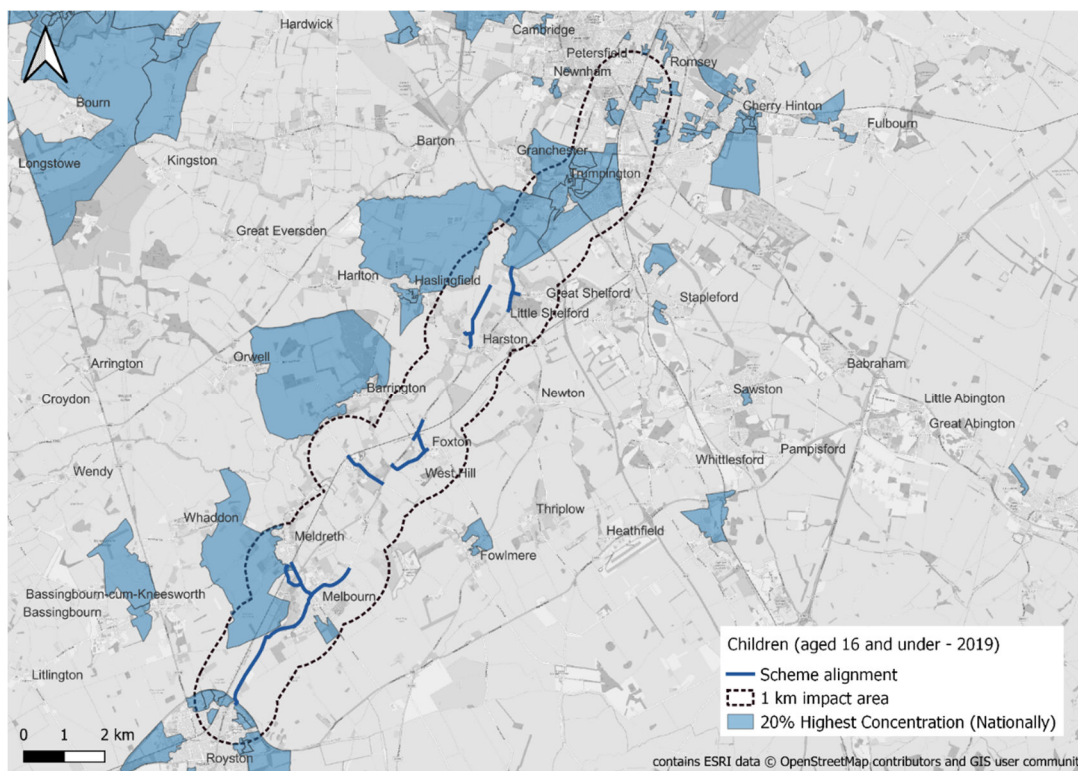 Hardwick
Cambridge
Petersfield
Romsey
Newnham
Bourn
Cherry Hinton
Fulbourn
Barton
Granchester
Longstowe
Kingston
Trumpington
Great Eversden
Harlton
Haslingfield
Great Shelford
Stapleford
Little Shelford
Harston
Orwell
Arrington
Babraham
Barrington
Newton
Sawston
Croydon
Little Abington
Great Abington
Foxton
Pampisford
Wendy
West Hill
Whittlesford
Whaddon
Thriplow
Meldreth
Heathfield
Fowlmere
Bassingbourn-cum-Kneesworth
Melbourn
Bassingbourn
Litlington
Royston
Children (aged 16 and under - 2019)
Scheme alignment
1 km impact area
20% Highest Concentration (Nationally)
0 1 2 km
contains ESRI data © OpenStreetMap contributors and GIS user communit